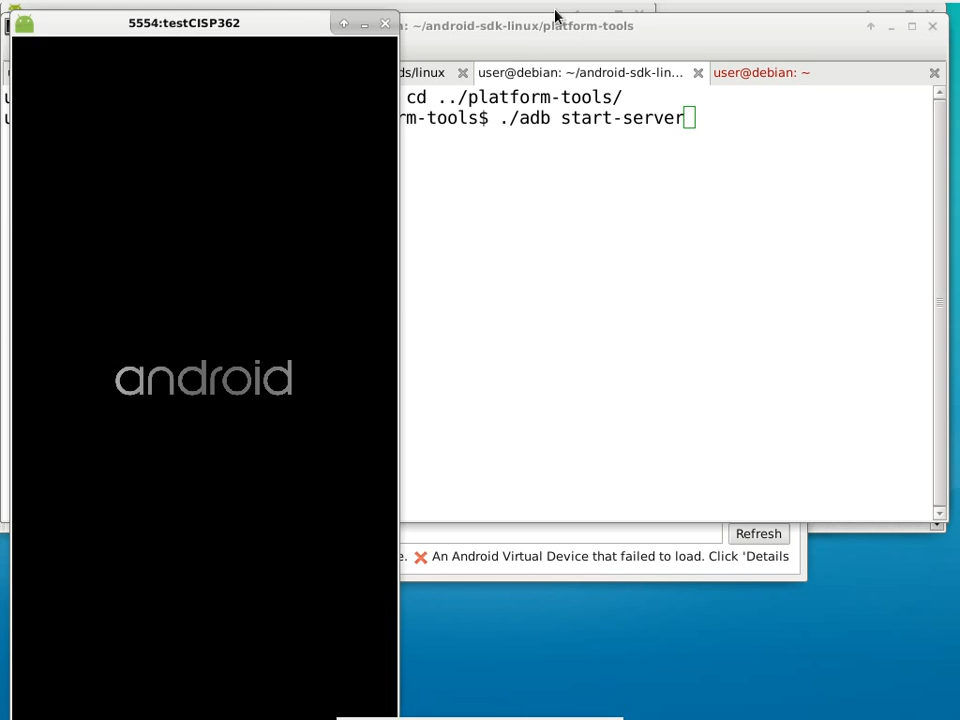 5554:testCISP362
n: ~/android-sdk-linux/platform-tools
ds/linux
user@debian: ~/android-sdk-lin...
user@debian: ~
cd ../platform-tools/
rm-tools$ ./adb start-server
android
Refresh
e. An Android Virtual Device that failed to load. Click 'Details